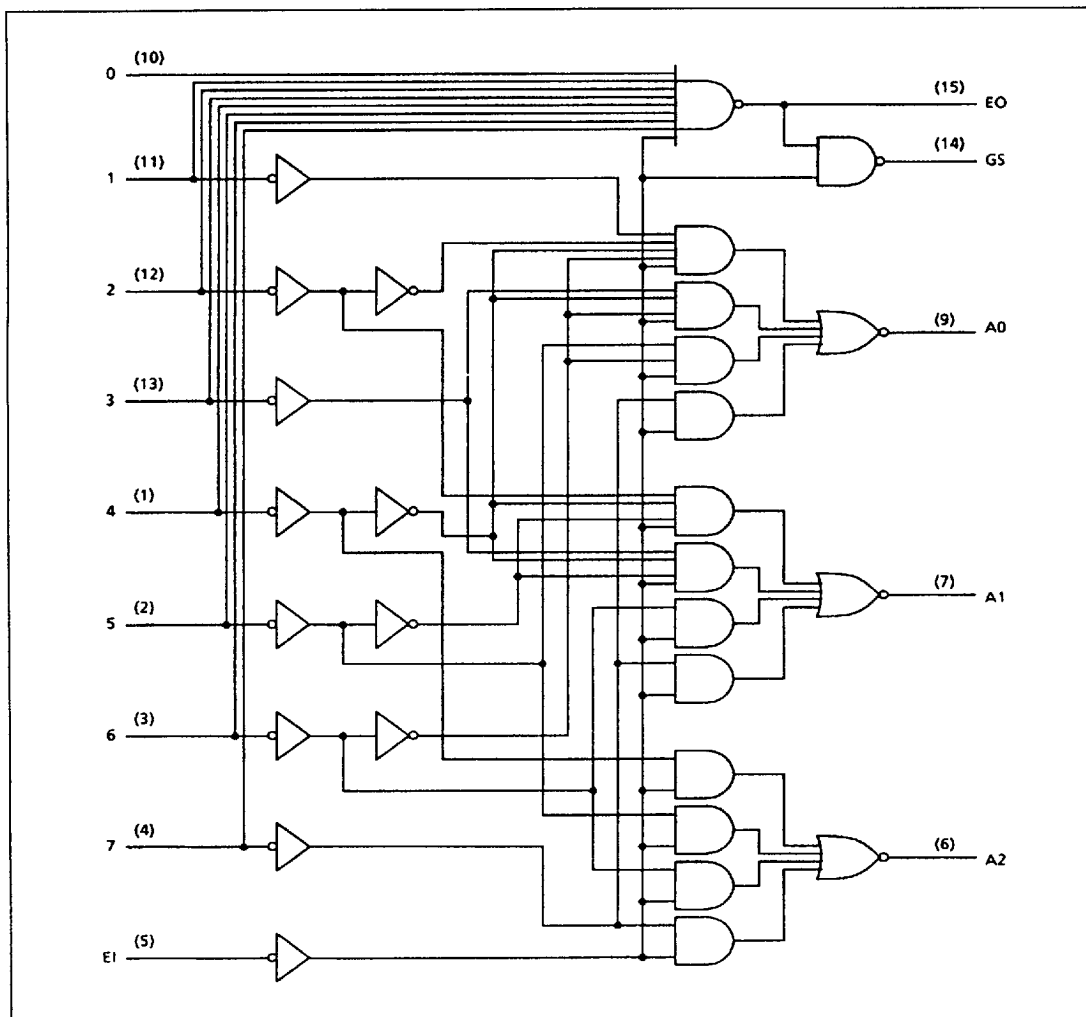 0 (10)
(15) EO
(14) GS
1 (11)
2 (12)
(9) A0
3 (13)
4 (1)
(7) A1
5 (2)
6 (3)
7 (4)
(6) A2
EI (5)